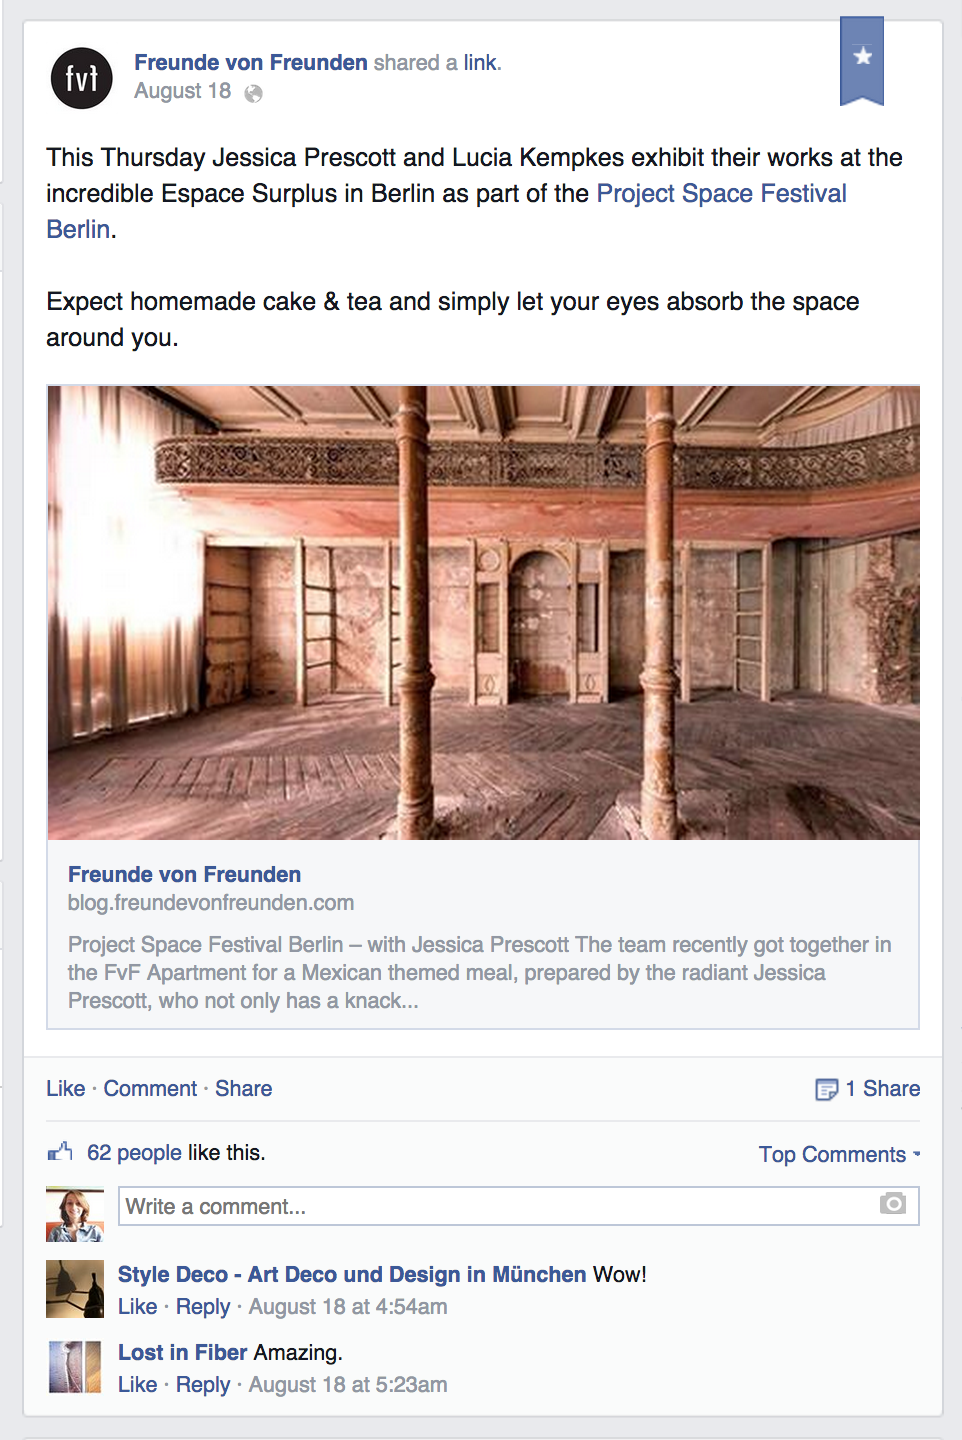 fvf
Freunde von Freunden shared a link.
August 18
This Thursday Jessica Prescott and Lucia Kempkes exhibit their works at the
incredible Espace Surplus in Berlin as part of the Project Space Festival
Berlin.
Expect homemade cake & tea and simply let your eyes absorb the space
around you.
Freunde von Freunden
blog.freundevonfreunden.com
Project Space Festival Berlin – with Jessica Prescott The team recently got together in
the FvF Apartment for a Mexican themed meal, prepared by the radiant Jessica
Prescott, who not only has a knack...
Like · Comment · Share
1 Share
62 people like this.
Top Comments
Write a comment...
Style Deco - Art Deco und Design in München Wow!
Like · Reply · August 18 at 4:54am
Lost in Fiber Amazing.
Like · Reply · August 18 at 5:23am